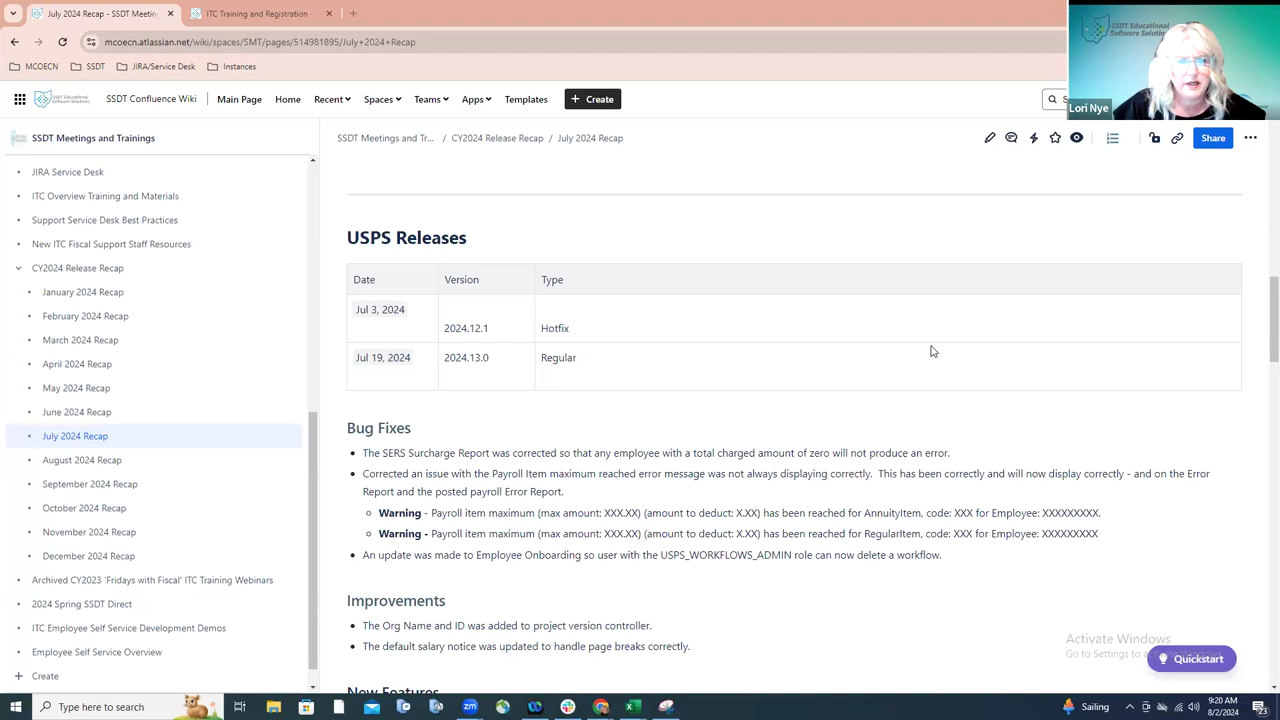 July 2024 Recap - SSDT Meetings
ITC Training and Registration -
mcoecn.atlassian.net/wiki/spaces/SMT/pages/514981895/July+2024+Recap
MCOECN
SSDT
JIRA/Service Desk
Instances
SSDT Educational
Software Solutions
Lori Nye
SSDT Confluence Wiki
Main Page
Home
Recent
Spaces
Teams
Apps
Templates
+ Create
SSDT Meetings and Trainings
SSDT Meetings and Tr... / CY2024 Release Recap / July 2024 Recap
Share
JIRA Service Desk
ITC Overview Training and Materials
Support Service Desk Best Practices
New ITC Fiscal Support Staff Resources
CY2024 Release Recap
January 2024 Recap
February 2024 Recap
March 2024 Recap
April 2024 Recap
May 2024 Recap
June 2024 Recap
July 2024 Recap
August 2024 Recap
September 2024 Recap
October 2024 Recap
November 2024 Recap
December 2024 Recap
Archived CY2023 'Fridays with Fiscal' ITC Training Webinars
2024 Spring SSDT Direct
ITC Employee Self Service Development Demos
Employee Self Service Overview
+ Create
USPS Releases
Date Version Type
Jul 3, 2024 2024.12.1 Hotfix
Jul 19, 2024 2024.13.0 Regular
Bug Fixes
• The SERS Surcharge Report was corrected so that any employee with a total charged amount of zero will not produce an error.
• Corrected an issue with the Payroll Item maximum reached error message was not always displaying correctly. This has been correctly and will now display correctly - and on the Error
Report and the posted payroll Error Report.
Warning - Payroll item maximum (max amount: XXX.XX) (amount to deduct: X.XX) has been reached for AnnuityItem, code: XXX for Employee: XXXXXXXXX.
Warning - Payroll item maximum (max amount: XXX.XX) (amount to deduct: X.XX) has been reached for RegularItem, code: XXX for Employee: XXXXXXXXX
• An update was made to Employee Onboarding so user with the USPS_WORKFLOWS_ADMIN role can now delete a workflow.
Improvements
• The Org Name and ID was added to project version controller.
• The default salary notice was updated to handle page breaks correctly.
New Features
Activate Windows
Go to Settings to
Quickstart
Type here to search
Sailing
9:20 AM
8/2/2024
23